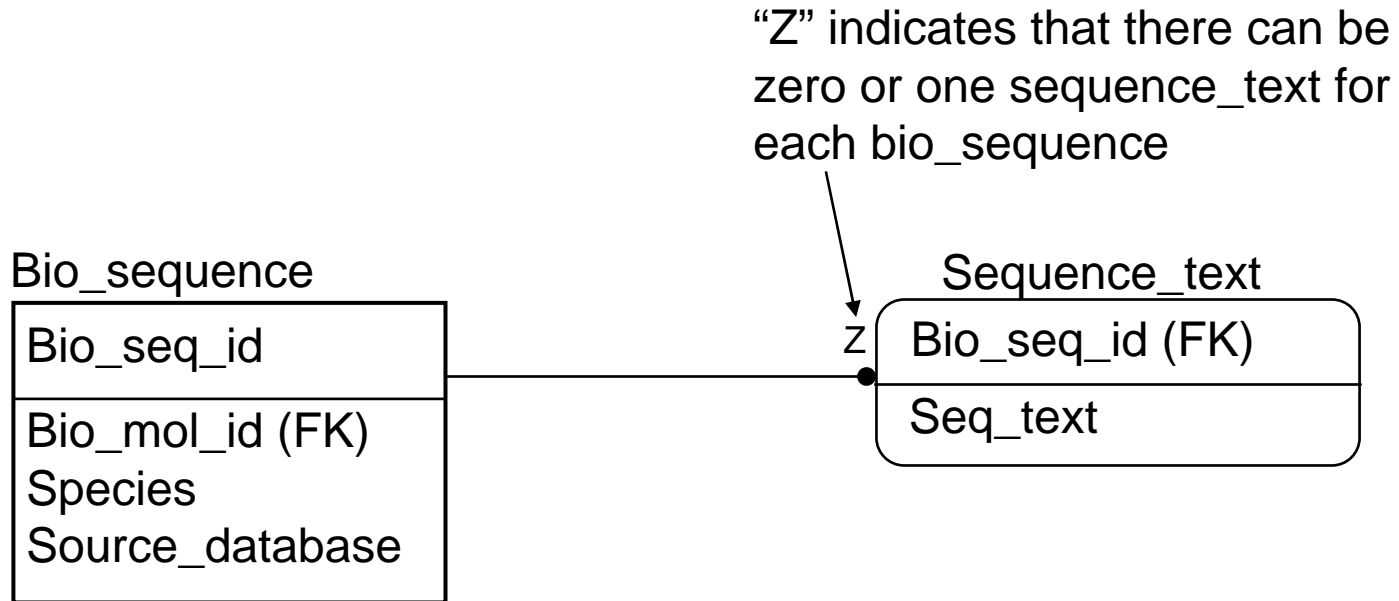 “Z” indicates that there can be
zero or one sequence_text for
each bio_sequence
Bio_sequence
Bio_seq_id
Bio_mol_id (FK)
Species
Source_database
Z
Sequence_text
Bio_seq_id (FK)
Seq_text